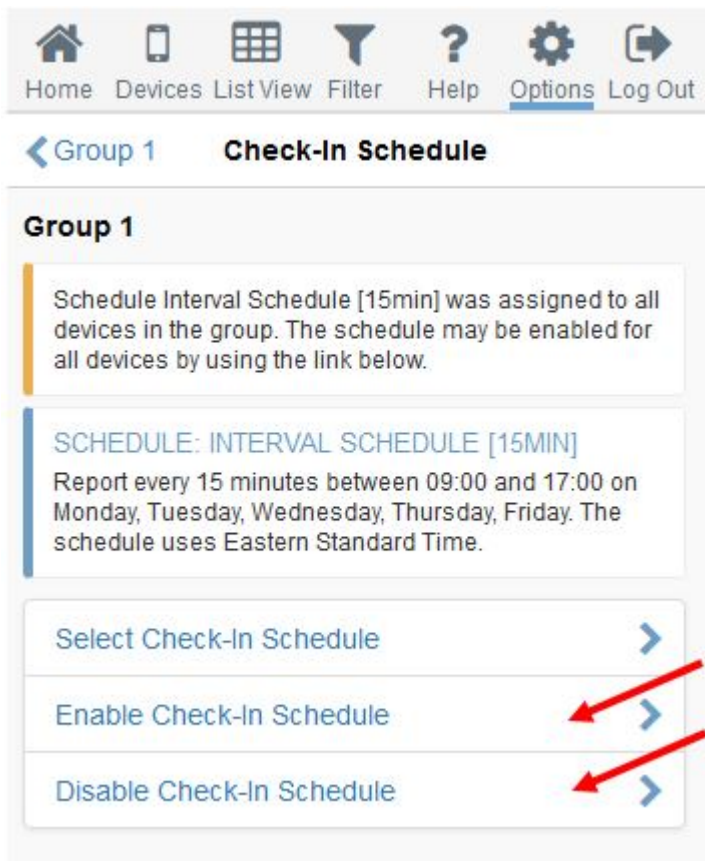 Home Devices List View Filter Help Options Log Out
Group 1 Check-In Schedule
Group 1
Schedule Interval Schedule [15min] was assigned to all
devices in the group. The schedule may be enabled for
all devices by using the link below.
SCHEDULE: INTERVAL SCHEDULE [15MIN]
Report every 15 minutes between 09:00 and 17:00 on
Monday, Tuesday, Wednesday, Thursday, Friday. The
schedule uses Eastern Standard Time.
Select Check-In Schedule
Enable Check-In Schedule
Disable Check-In Schedule